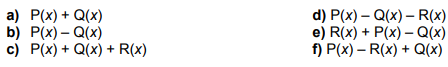 a) P(x) + Q(x)
b) P(x) – Q(x)
c) P(x) + Q(x) + R(x)
d) P(x) – Q(x) – R(x)
e) R(x) + P(x) – Q(x)
f) P(x) – R(x) + Q(x)